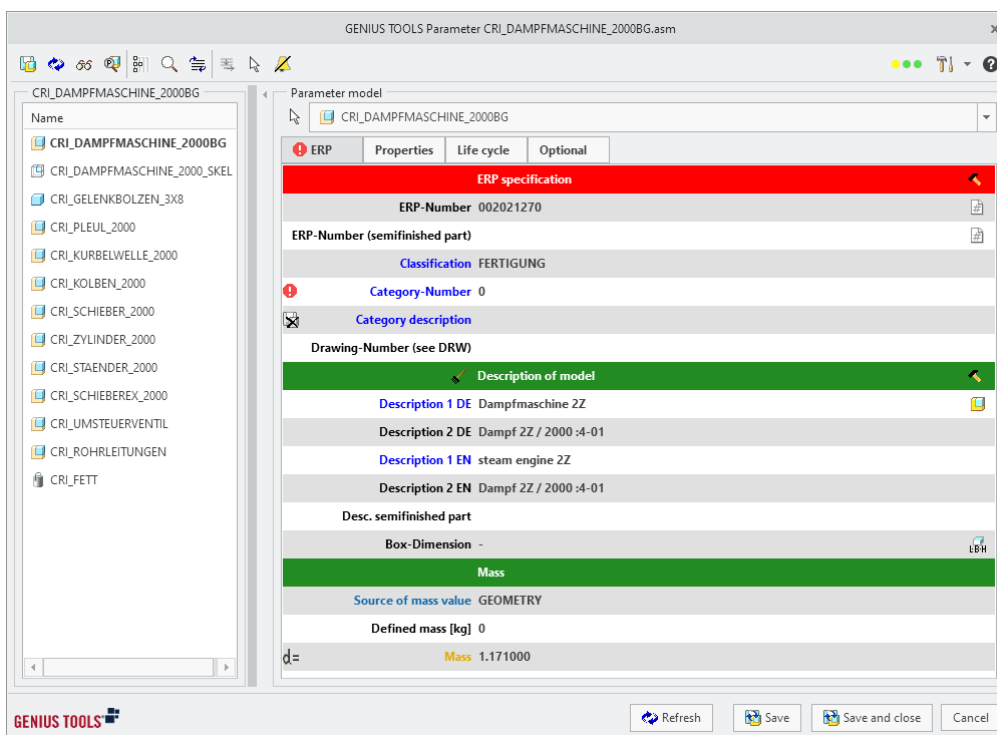 GENIUS TOOLS Parameter CRI_DAMPFMASCHINE_2000BG.asm
CRI_DAMPFMASCHINE_2000BG
Name
CRI_DAMPFMASCHINE_2000BG
CRI_DAMPFMASCHINE_2000_SKEL
CRI_GELENKBOLZEN_3X8
CRI_PLEUL_2000
CRI_KURBELWELLE_2000
CRI_KOLBEN_2000
CRI_SCHIEBER_2000
CRI_ZYLINDER_2000
CRI_STAENDER_2000
CRI_SCHIEBEREX_2000
CRI_UMSTEUERVENTIL
CRI_ROHRLEITUNGEN
CRI_FETT
Parameter model
CRI_DAMPFMASCHINE_2000BG
ERP Properties Life cycle Optional
ERP specification
ERP-Number 002021270
ERP-Number (semifinished part)
Classification FERTIGUNG
Category-Number 0
Category description
Drawing-Number (see DRW)
Description of model
Description 1 DE Dampfmaschine 2Z
Description 2 DE Dampf 2Z / 2000 :4-01
Description 1 EN steam engine 2Z
Description 2 EN Dampf 2Z / 2000 :4-01
Desc. semifinished part
Box-Dimension -
L·B·H
Mass
Source of mass value GEOMETRY
Defined mass [kg] 0
d= Mass 1.171000
GENIUS TOOLS
Refresh Save Save and close Cancel